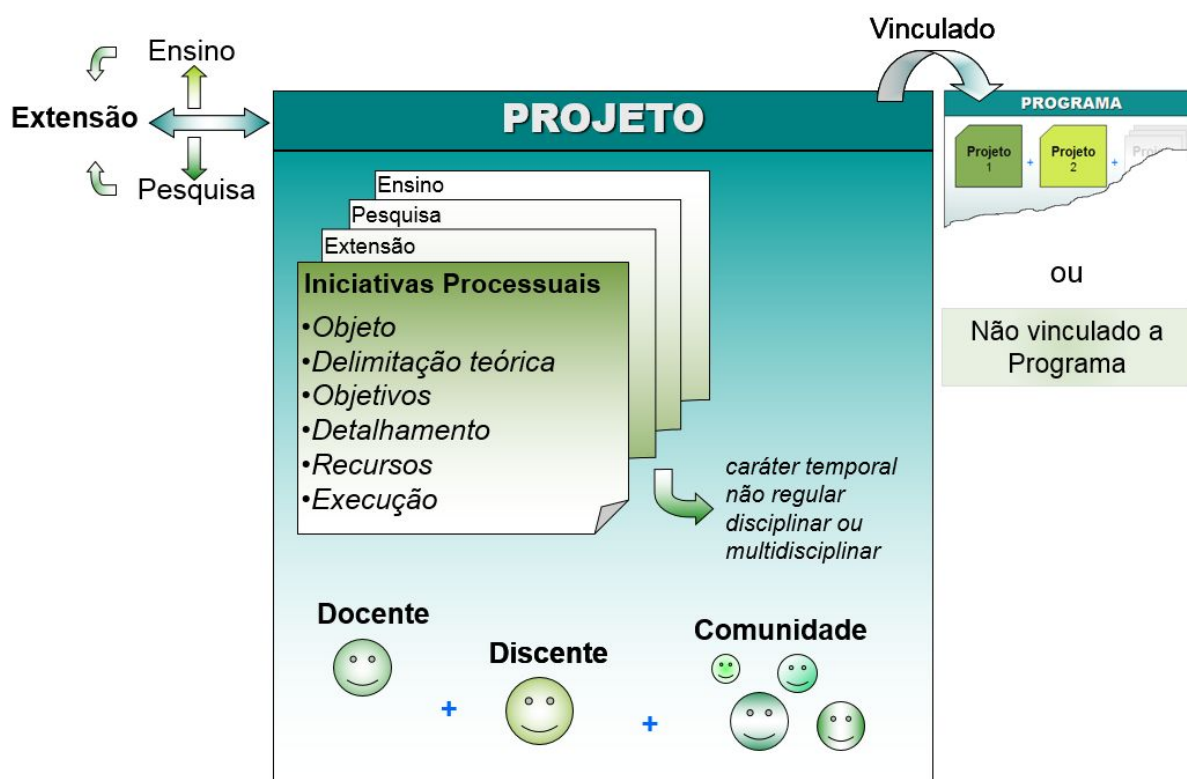 Ensino
Extensão
Pesquisa
Vinculado
PROJETO
Ensino
Pesquisa
Extensão
Iniciativas Processuais
•Objeto
•Delimitação teórica
•Objetivos
•Detalhamento
•Recursos
•Execução
caráter temporal
não regular
disciplinar ou
multidisciplinar
Docente
+
Discente
+
Comunidade
PROGRAMA
Projeto
1
+
Projeto
2
+
ou
Não vinculado a
Programa